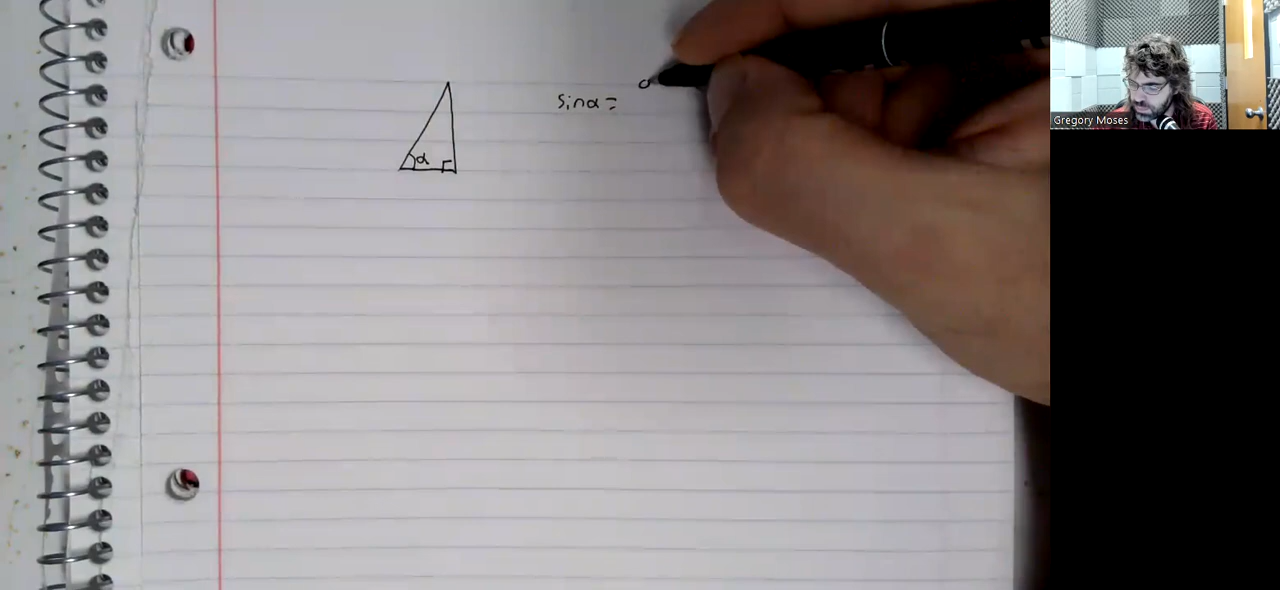 sinα= o
α
Gregory Moses